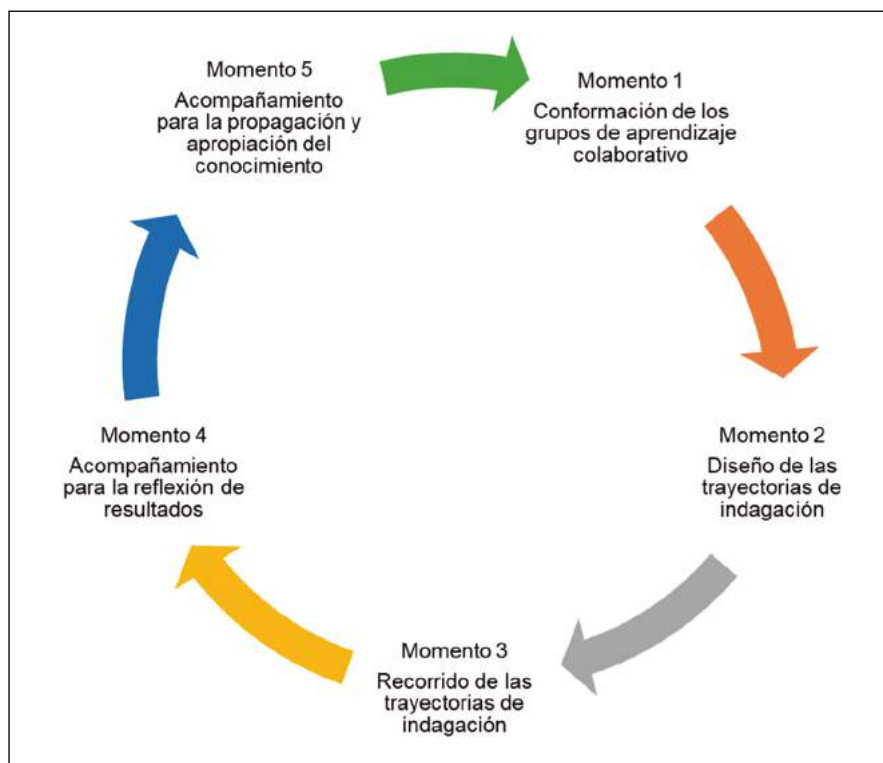 Momento 1
Conformación de los
grupos de aprendizaje
colaborativo
Momento 2
Diseño de las
trayectorias de
indagación
Momento 3
Recorrido de las
trayectorias de
indagación
Momento 4
Acompañamiento
para la reflexión de
resultados
Momento 5
Acompañamiento
para la propagación y
apropiación del
conocimiento